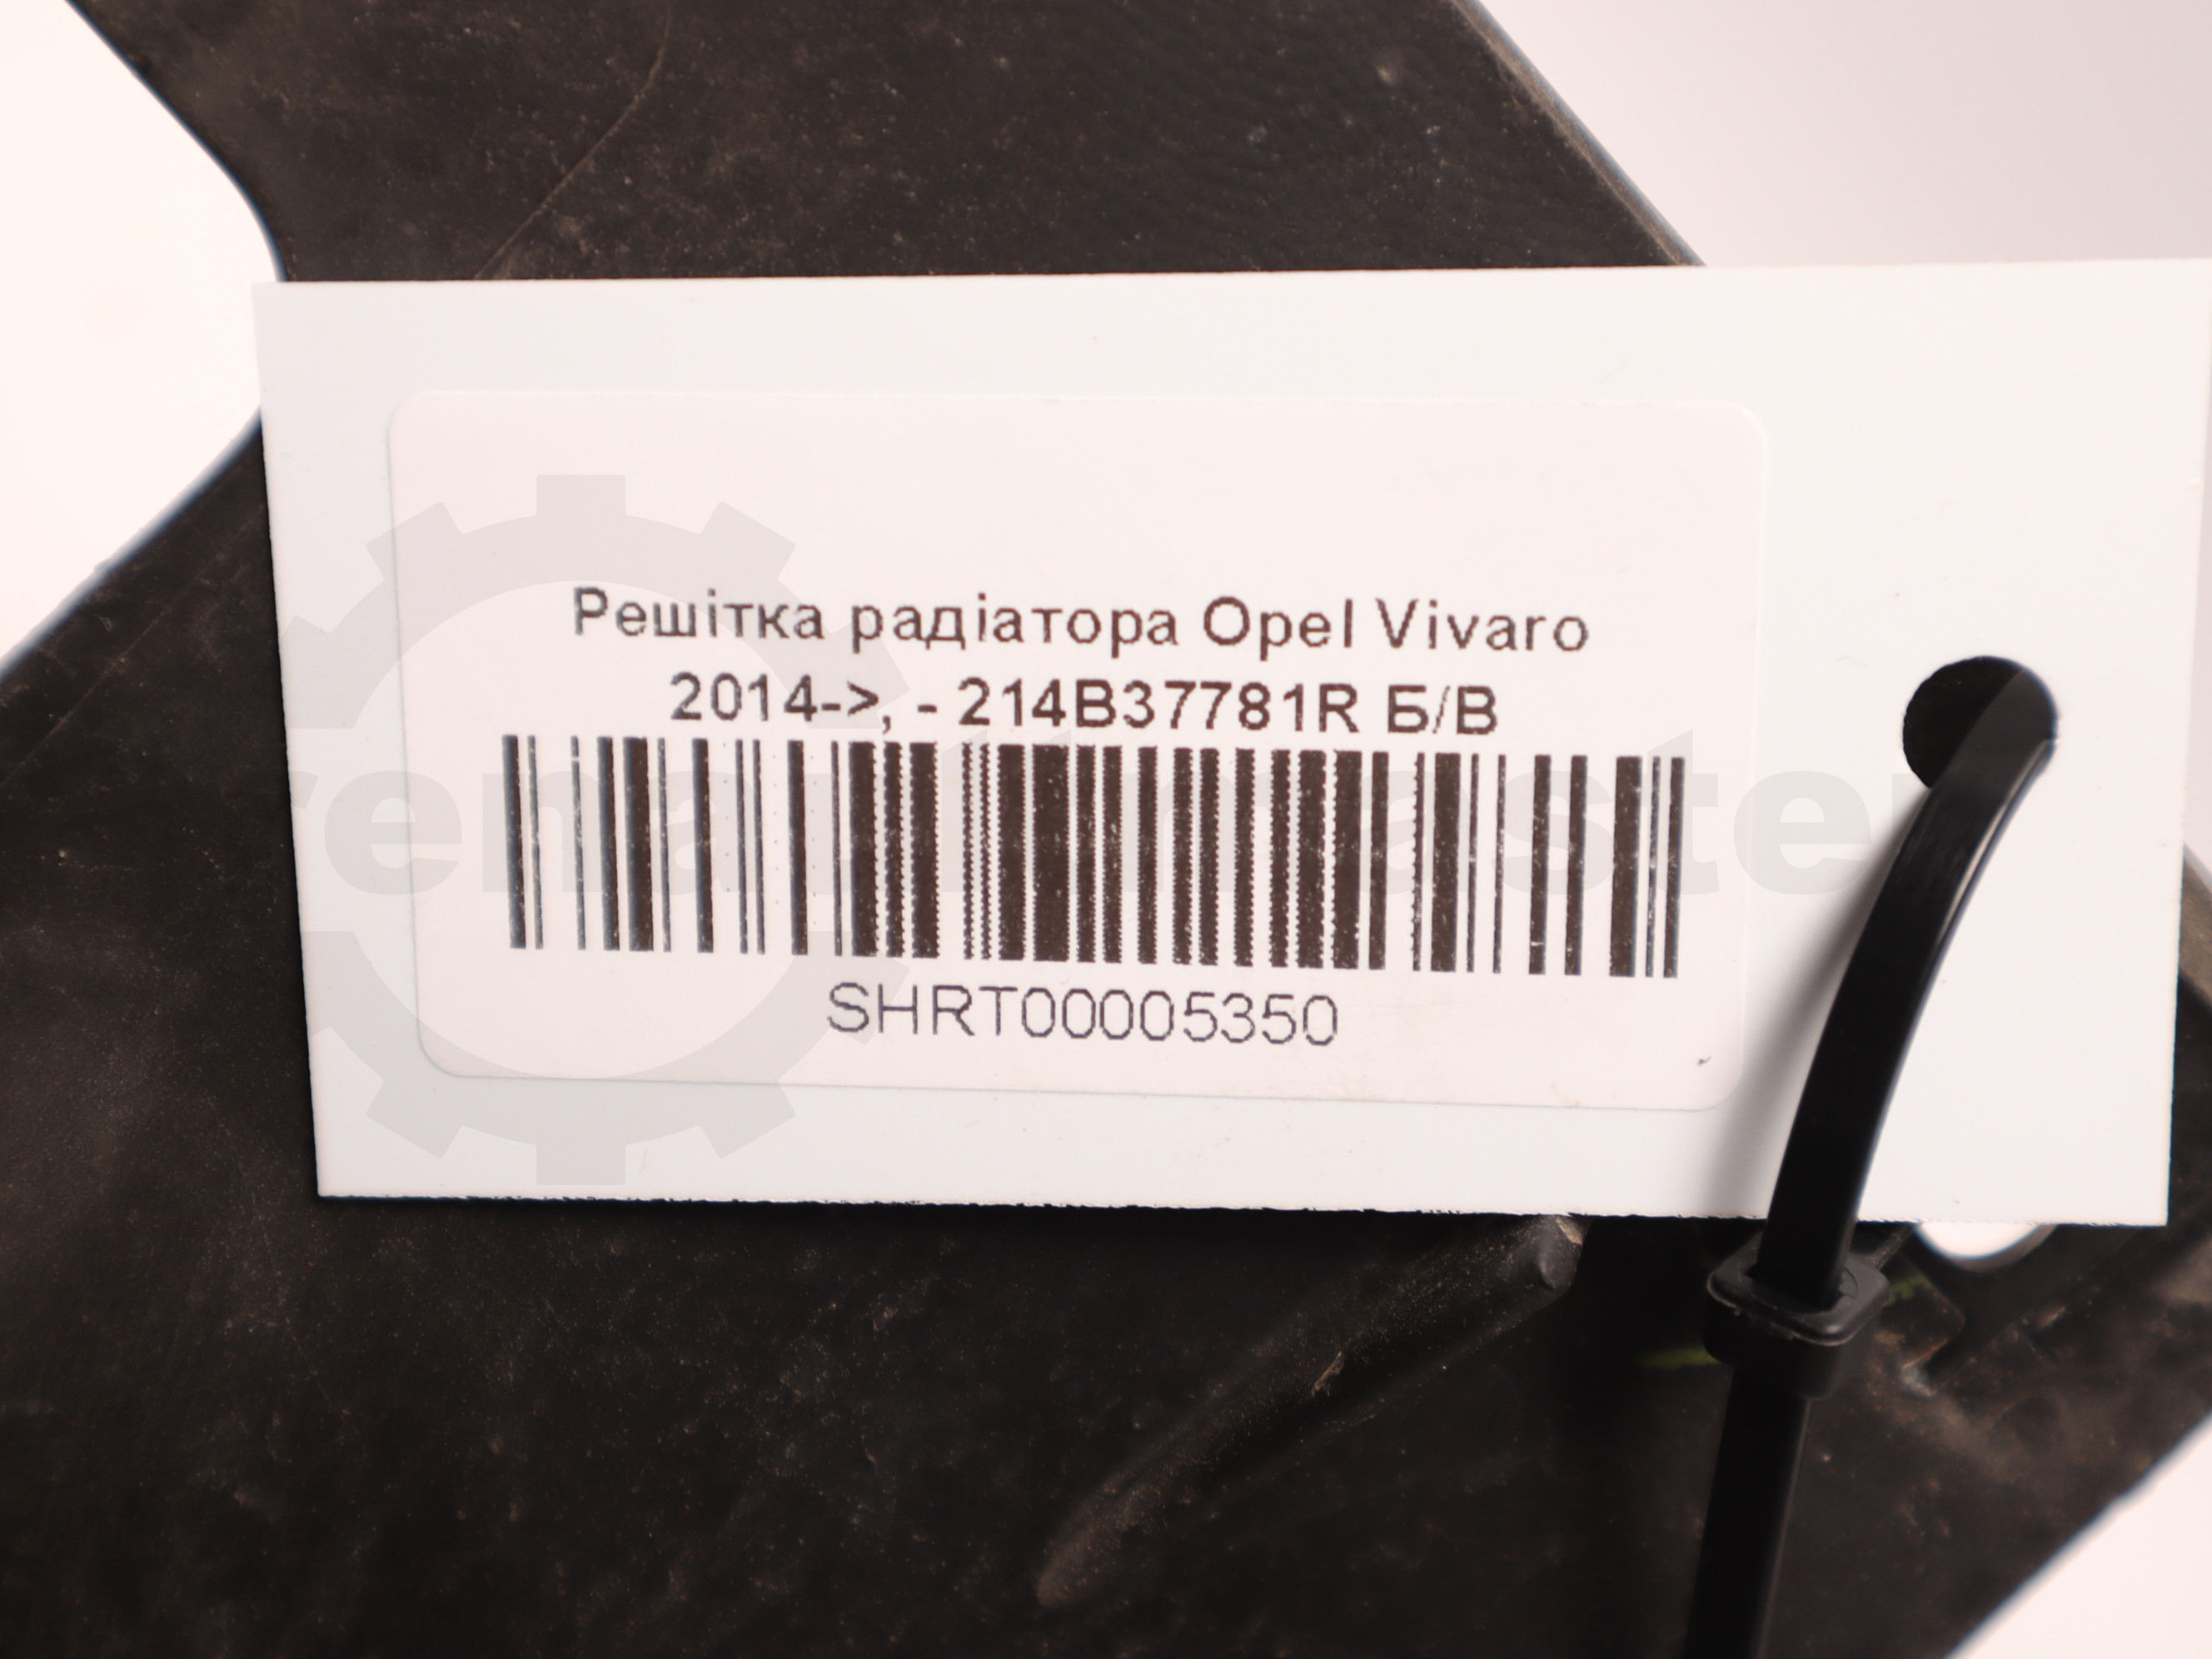 Решітка радіатора Opel Vivaro
2014->, - 214B37781R Б/В
SHRT00005350